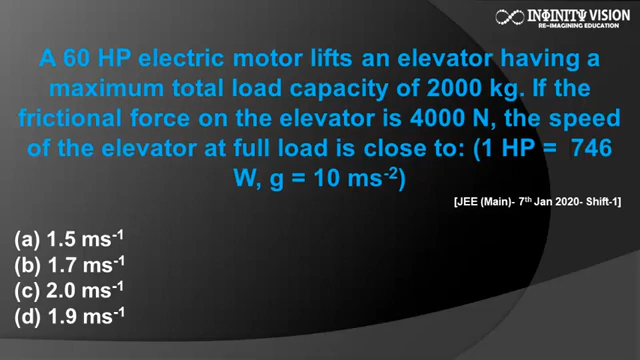 INFINITY VISION
RE-IMAGINING EDUCATION
A 60 HP electric motor lifts an elevator having a
maximum total load capacity of 2000 kg. If the
frictional force on the elevator is 4000 N, the speed
of the elevator at full load is close to: (1 HP = 746
W, g = 10 ms⁻²)
[JEE (Main)- 7ᵗʰ Jan 2020- Shift-1]
(a) 1.5 ms⁻¹
(b) 1.7 ms⁻¹
(c) 2.0 ms⁻¹
(d) 1.9 ms⁻¹